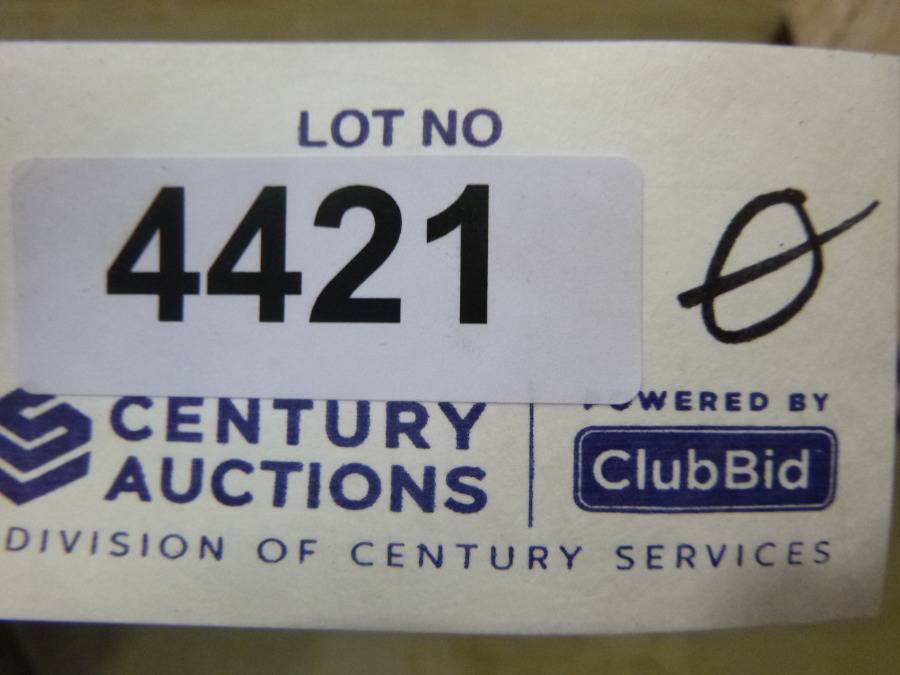 LOT NO
4421 Ø
CENTURY
AUCTIONS
POWERED BY
ClubBid
DIVISION OF CENTURY SERVICES